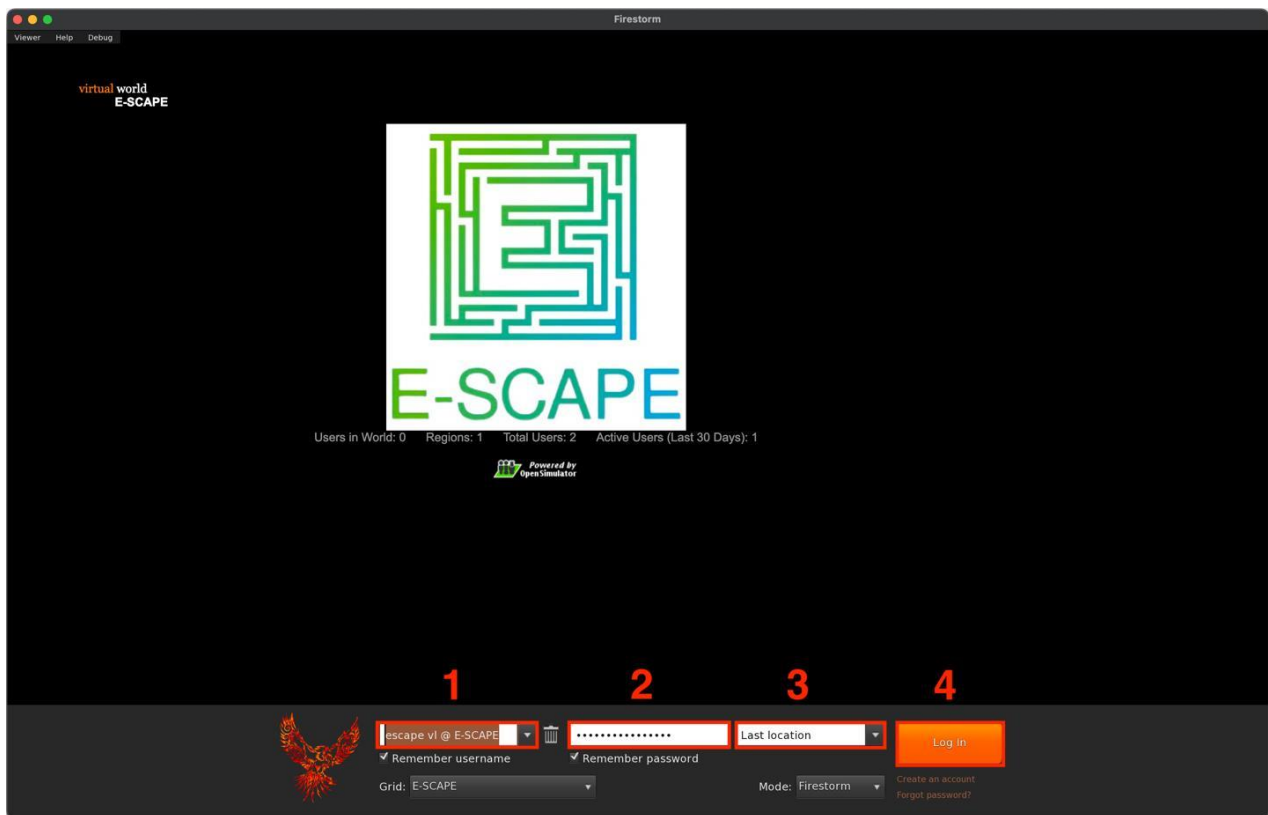 Firestorm
Viewer Help Debug
virtual world
E-SCAPE
E-SCAPE
Users in World: 0 Regions: 1 Total Users: 2 Active Users (Last 30 Days): 1
Powered by
OpenSimulator
1 2 3 4
escape vl @ E-SCAPE •••••••••••••••• Last location Log In
Remember username Remember password
Grid: E-SCAPE Mode: Firestorm Create an account
Forgot password?